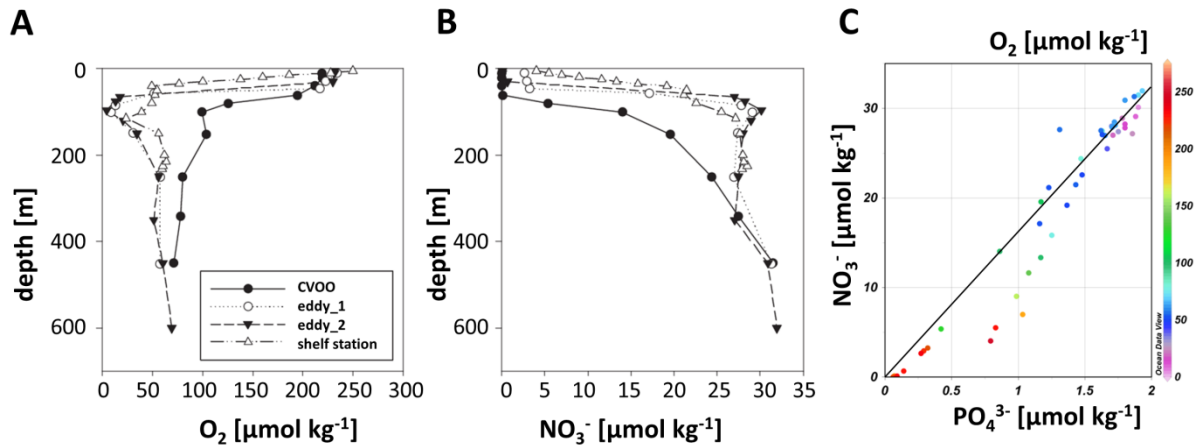 A
0
200
400
600
depth [m]
0 50 100 150 200 250 300
O₂ [µmol kg⁻¹]
CVOO
eddy_1
eddy_2
shelf station
B
0
200
400
600
depth [m]
0 5 10 15 20 25 30 35
NO₃⁻ [µmol kg⁻¹]
C
O₂ [µmol kg⁻¹]
30
20
10
0
NO₃⁻ [µmol kg⁻¹]
0 0.5 1 1.5 2
PO₄³⁻ [µmol kg⁻¹]
Ocean Data View
250
200
150
100
50
0